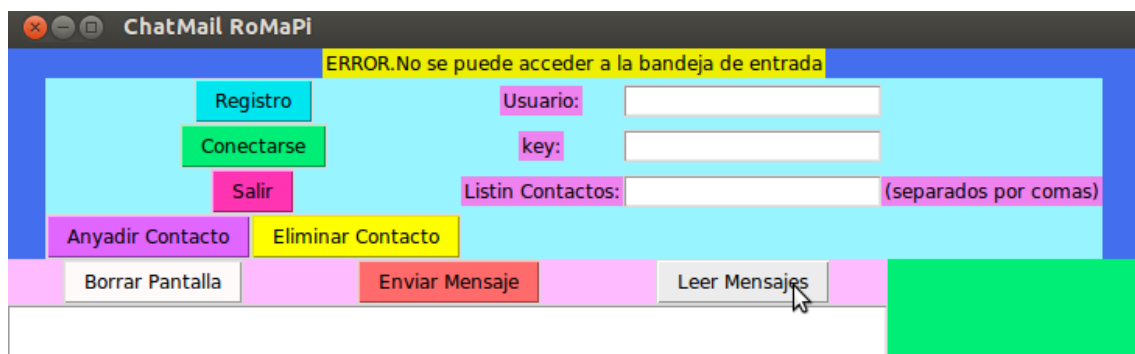 ChatMail RoMaPi
ERROR.No se puede acceder a la bandeja de entrada
Registro Usuario:
Conectarse key:
Salir Listin Contactos: (separados por comas)
Anyadir Contacto Eliminar Contacto
Borrar Pantalla Enviar Mensaje Leer Mensajes